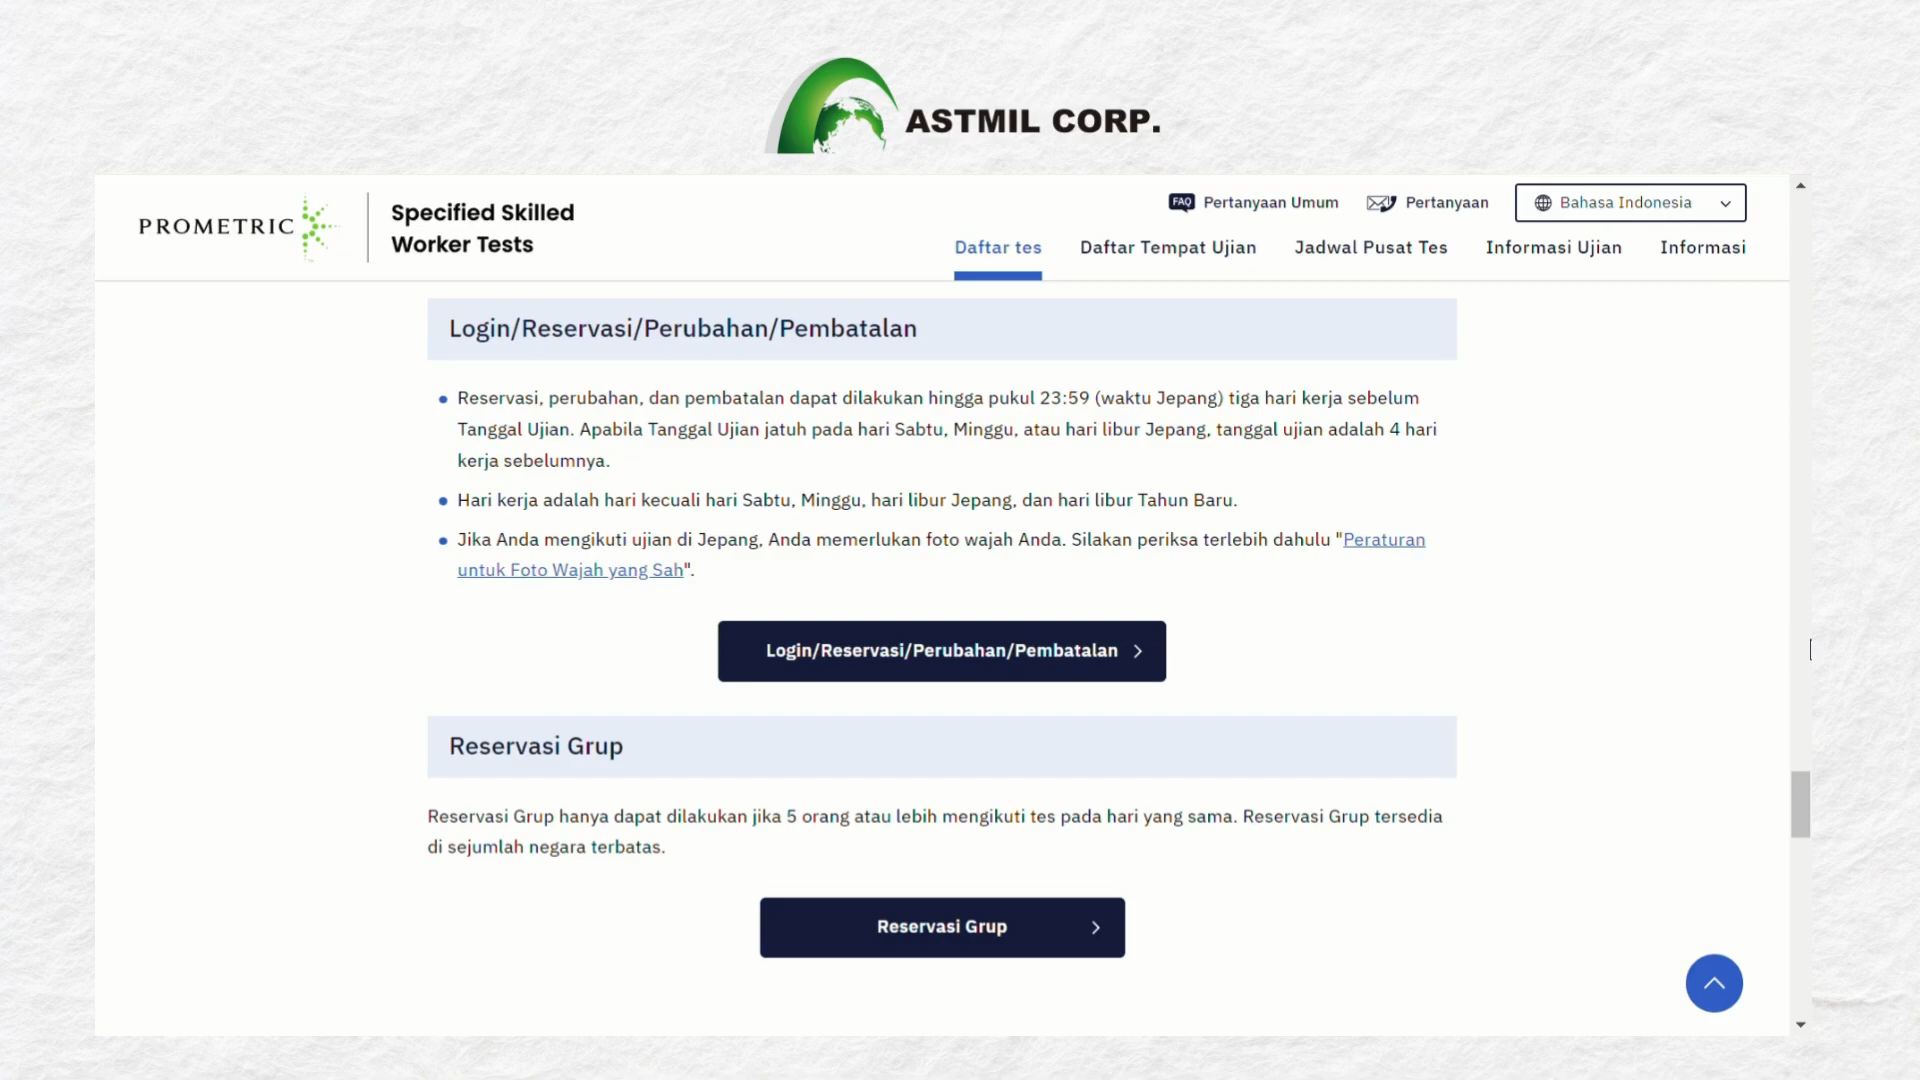 ASTMIL CORP.
PROMETRIC
Specified Skilled
Worker Tests
FAQ Pertanyaan Umum
Pertanyaan
Bahasa Indonesia
Daftar tes
Daftar Tempat Ujian
Jadwal Pusat Tes
Informasi Ujian
Informasi
Login/Reservasi/Perubahan/Pembatalan
Reservasi, perubahan, dan pembatalan dapat dilakukan hingga pukul 23:59 (waktu Jepang) tiga hari kerja sebelum
Tanggal Ujian. Apabila Tanggal Ujian jatuh pada hari Sabtu, Minggu, atau hari libur Jepang, tanggal ujian adalah 4 hari
kerja sebelumnya.
Hari kerja adalah hari kecuali hari Sabtu, Minggu, hari libur Jepang, dan hari libur Tahun Baru.
Jika Anda mengikuti ujian di Jepang, Anda memerlukan foto wajah Anda. Silakan periksa terlebih dahulu "Peraturan
untuk Foto Wajah yang Sah".
Login/Reservasi/Perubahan/Pembatalan
Reservasi Grup
Reservasi Grup hanya dapat dilakukan jika 5 orang atau lebih mengikuti tes pada hari yang sama. Reservasi Grup tersedia
di sejumlah negara terbatas.
Reservasi Grup